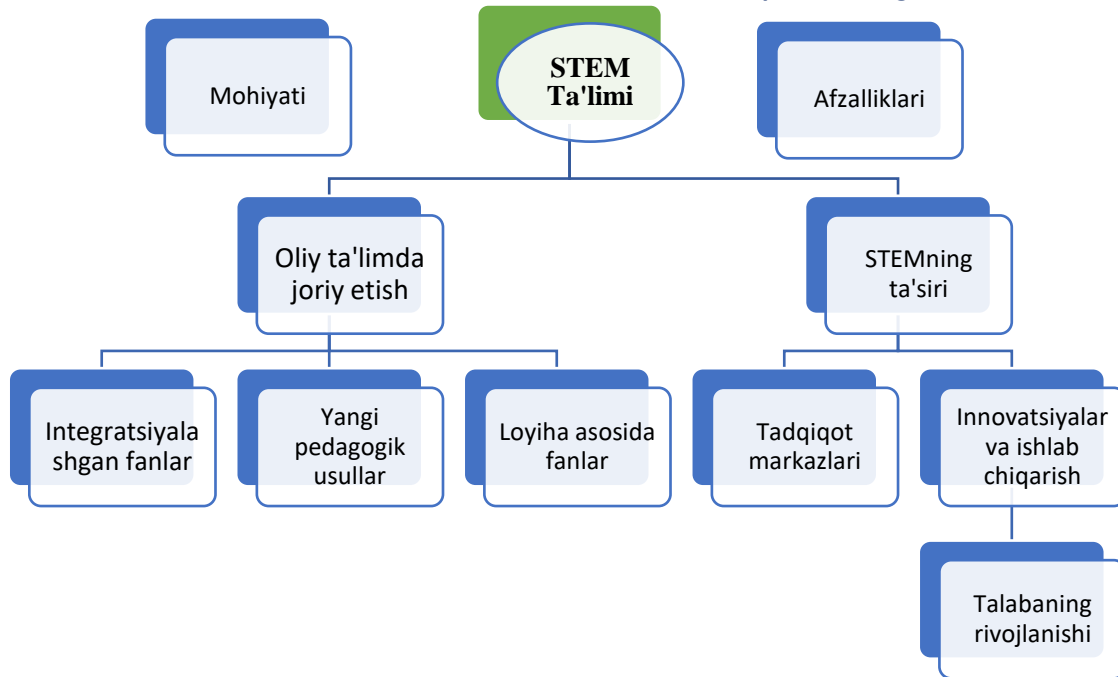 Mohiyati
STEM
Ta'limi
Afzalliklari
Oliy ta'limda
joriy etish
STEMning
ta'siri
Integratsiyala
shgan fanlar
Yangi
pedagogik
usullar
Loyiha asosida
fanlar
Tadqiqot
markazlari
Innovatsiyalar
va ishlab
chiqarish
Talabaning
rivojlanishi